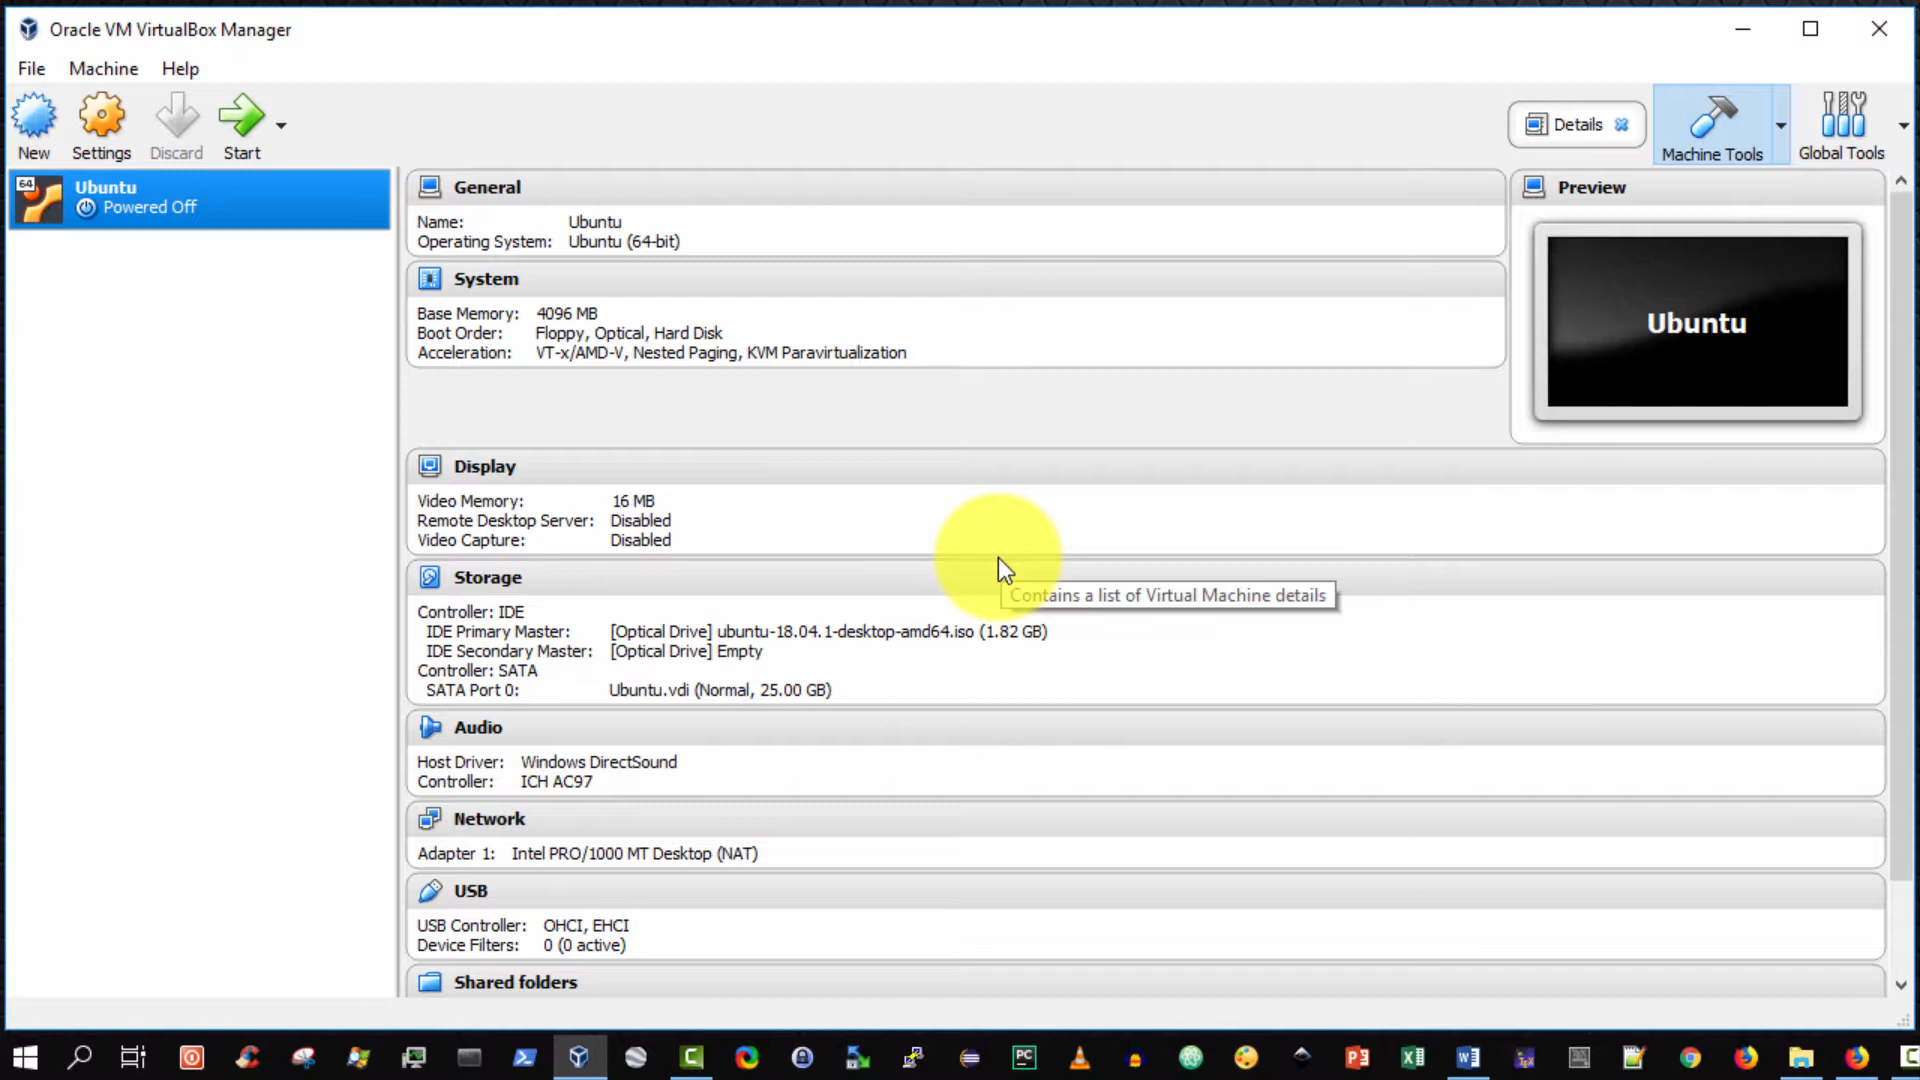 Oracle VM VirtualBox Manager
File Machine Help
New Settings Discard Start
Details Machine Tools Global Tools
64 Ubuntu
Powered Off
General
Name: Ubuntu
Operating System: Ubuntu (64-bit)
System
Base Memory: 4096 MB
Boot Order: Floppy, Optical, Hard Disk
Acceleration: VT-x/AMD-V, Nested Paging, KVM Paravirtualization
Preview
Ubuntu
Display
Video Memory: 16 MB
Remote Desktop Server: Disabled
Video Capture: Disabled
Storage
Contains a list of Virtual Machine details
Controller: IDE
IDE Primary Master: [Optical Drive] ubuntu-18.04.1-desktop-amd64.iso (1.82 GB)
IDE Secondary Master: [Optical Drive] Empty
Controller: SATA
SATA Port 0: Ubuntu.vdi (Normal, 25.00 GB)
Audio
Host Driver: Windows DirectSound
Controller: ICH AC97
Network
Adapter 1: Intel PRO/1000 MT Desktop (NAT)
USB
USB Controller: OHCI, EHCI
Device Filters: 0 (0 active)
Shared folders